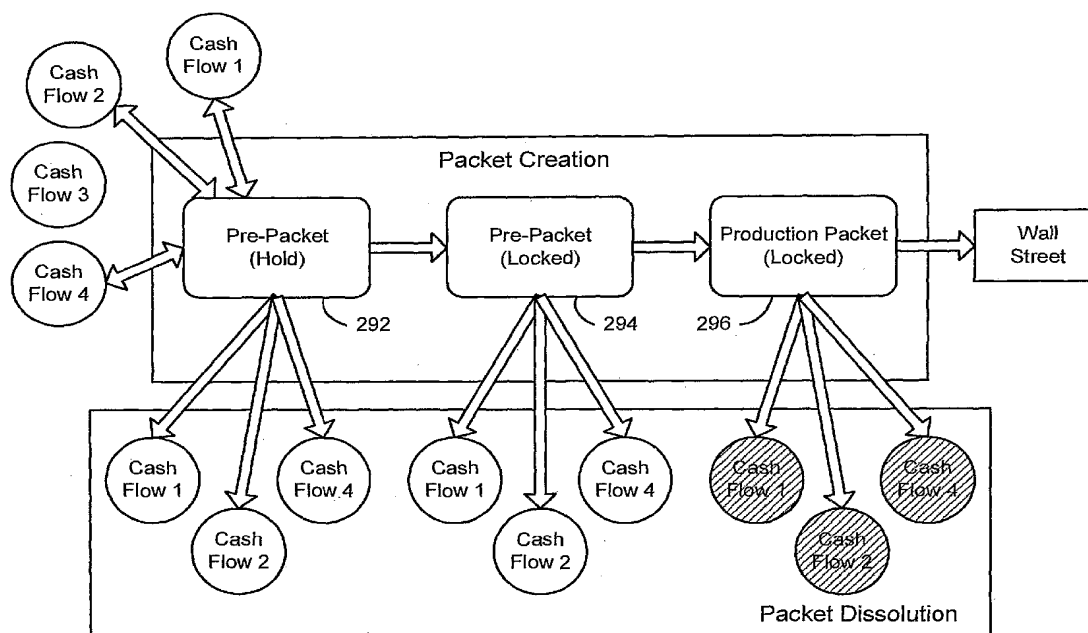 Cash
Flow 1
Cash
Flow 2
Cash
Flow 3
Cash
Flow 4
Packet Creation
Pre-Packet
(Hold)
Pre-Packet
(Locked)
Production Packet
(Locked)
Wall
Street
292
294
296
Cash
Flow 1
Cash
Flow 2
Cash
Flow 4
Cash
Flow 1
Cash
Flow 2
Cash
Flow 4
Cash
Flow 1
Cash
Flow 2
Cash
Flow 4
Packet Dissolution